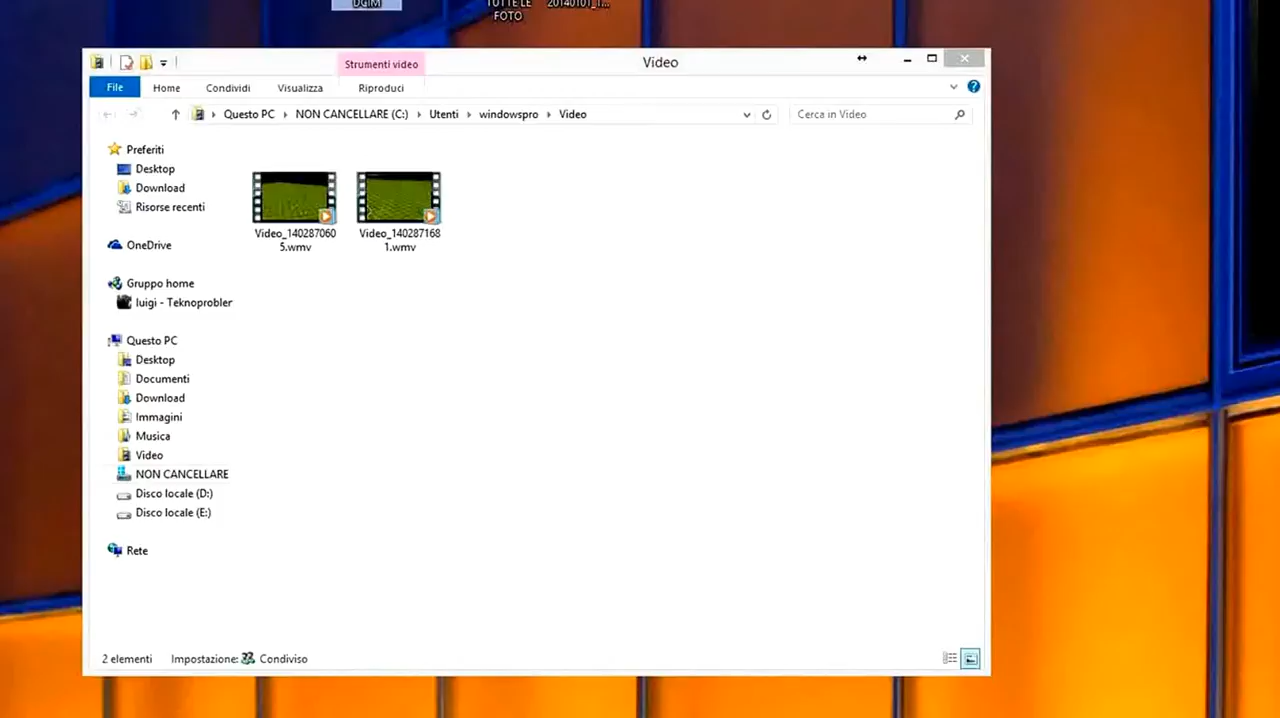 DGIM
TUTTE LE
FOTO
20140101_1...
Strumenti video
Video
File
Home
Condividi
Visualizza
Riproduci
Questo PC
NON CANCELLARE (C:)
Utenti
windowspro
Video
Cerca in Video
Preferiti
Desktop
Download
Risorse recenti
OneDrive
Gruppo home
luigi - Teknoprobler
Questo PC
Desktop
Documenti
Download
Immagini
Musica
Video
NON CANCELLARE
Disco locale (D:)
Disco locale (E:)
Rete
Video_140287060
5.wmv
Video_140287168
1.wmv
2 elementi
Impostazione:
Condiviso